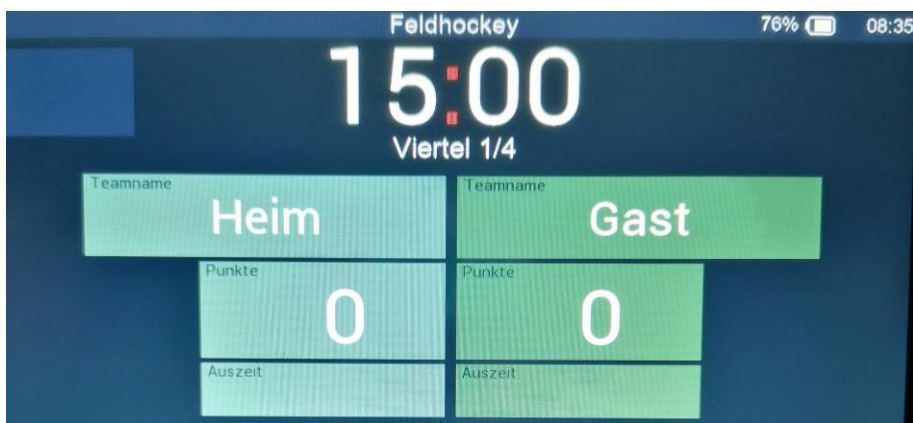 Feldhockey 76% 08:35
15:00
Viertel 1/4
Teamname Teamname
Heim Gast
Punkte Punkte
0 0
Auszeit Auszeit